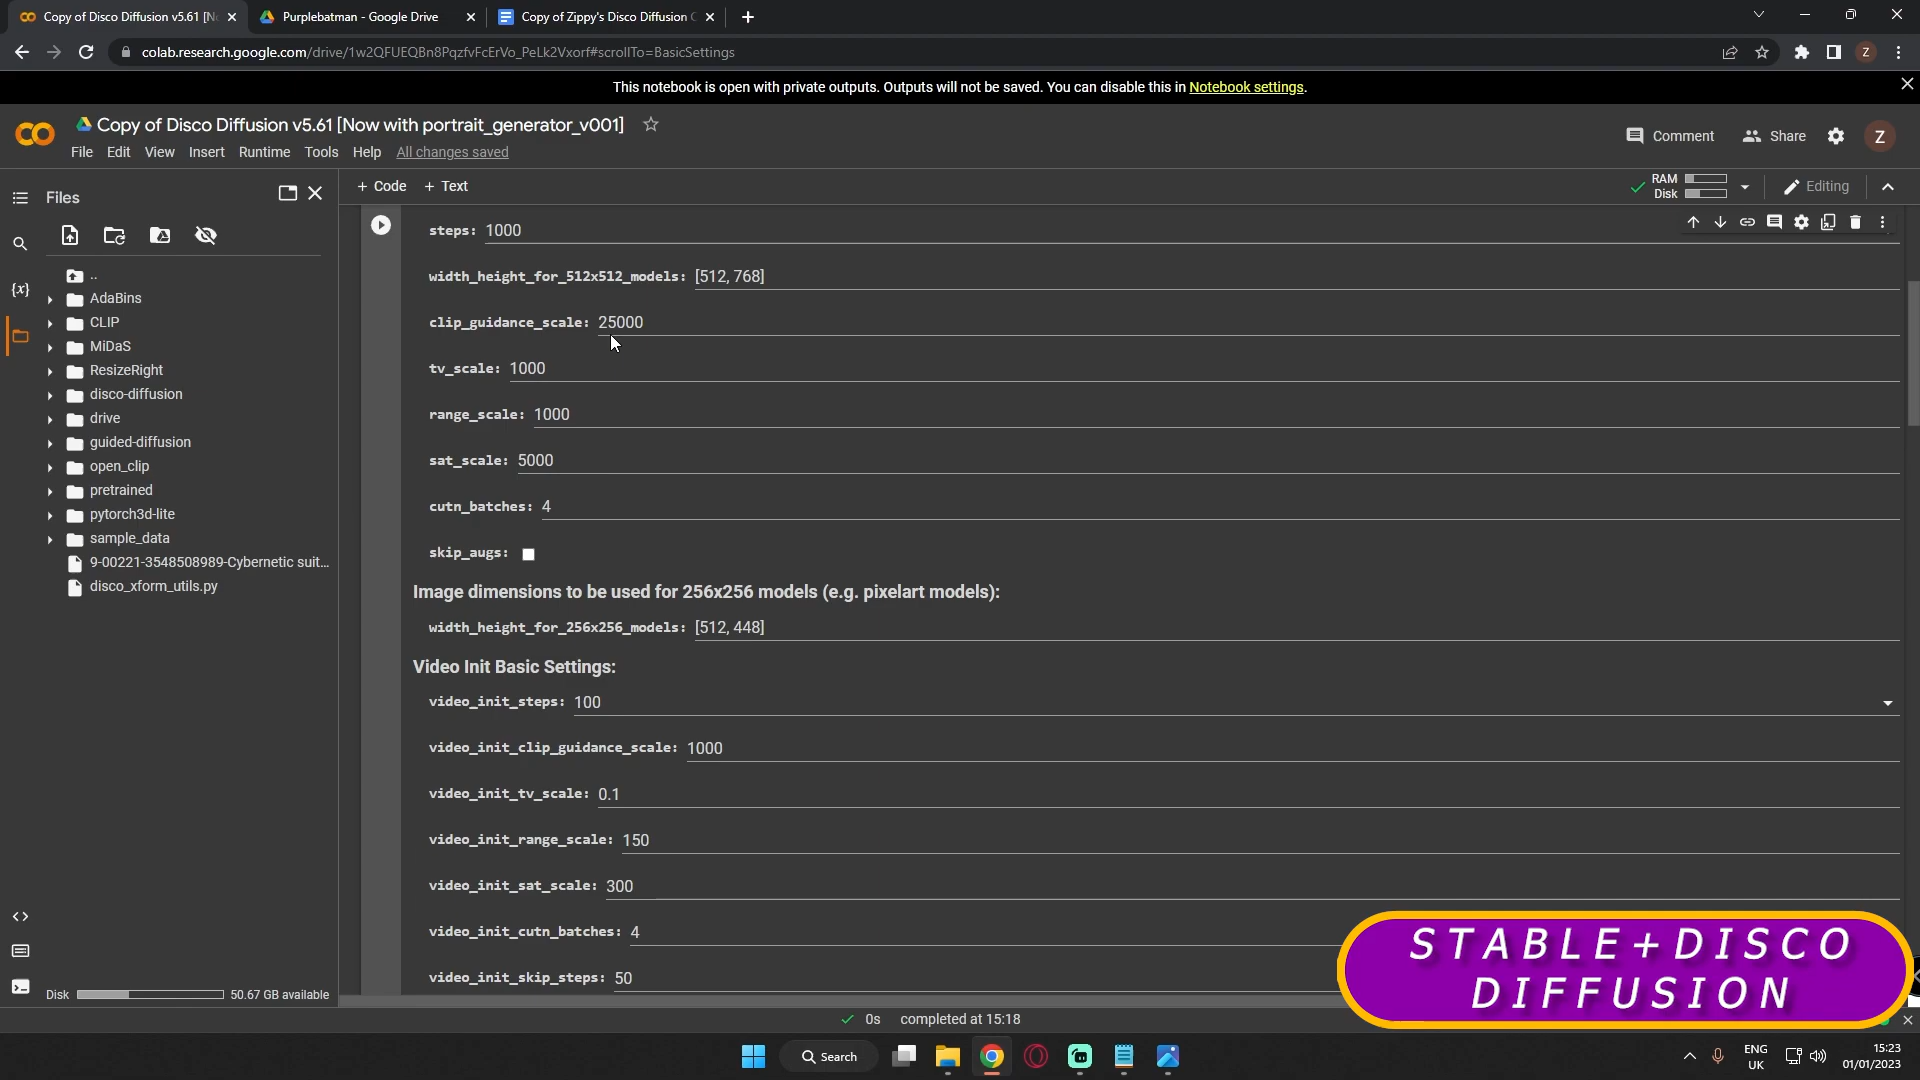 Copy of Disco Diffusion v5.61 [N
Purplebatman - Google Drive
Copy of Zippy's Disco Diffusion
colab.research.google.com/drive/1w2QFUEQBn8PqzfvFcErVo_PeLk2Vxorf#scrollTo=BasicSettings
Z
This notebook is open with private outputs. Outputs will not be saved. You can disable this in Notebook settings.
Copy of Disco Diffusion v5.61 [Now with portrait_generator_v001]
Comment
Share
Z
File Edit View Insert Runtime Tools Help All changes saved
Files
+ Code + Text
RAM
Disk
Editing
{x}
..
AdaBins
CLIP
MiDaS
ResizeRight
disco-diffusion
drive
guided-diffusion
open_clip
pretrained
pytorch3d-lite
sample_data
9-00221-3548508989-Cybernetic suit...
disco_xform_utils.py
Disk 50.67 GB available
steps: 1000
width_height_for_512x512_models: [512, 768]
clip_guidance_scale: 25000
tv_scale: 1000
range_scale: 1000
sat_scale: 5000
cutn_batches: 4
skip_augs:
Image dimensions to be used for 256x256 models (e.g. pixelart models):
width_height_for_256x256_models: [512, 448]
Video Init Basic Settings:
video_init_steps: 100
video_init_clip_guidance_scale: 1000
video_init_tv_scale: 0.1
video_init_range_scale: 150
video_init_sat_scale: 300
video_init_cutn_batches: 4
video_init_skip_steps: 50
STABLE+DISCO
DIFFUSION
0s completed at 15:18
Search
ENG
UK
15:23
01/01/2023